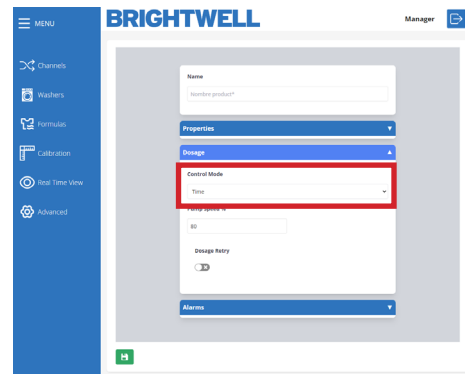 MENU
BRIGHTWELL
Manager
Channels
Washers
Formulas
Calibration
Real Time View
Advanced
Name
Nombre product*
Properties
Dosage
Control Mode
Time
Pump Speed %
80
Dosage Retry
Alarms